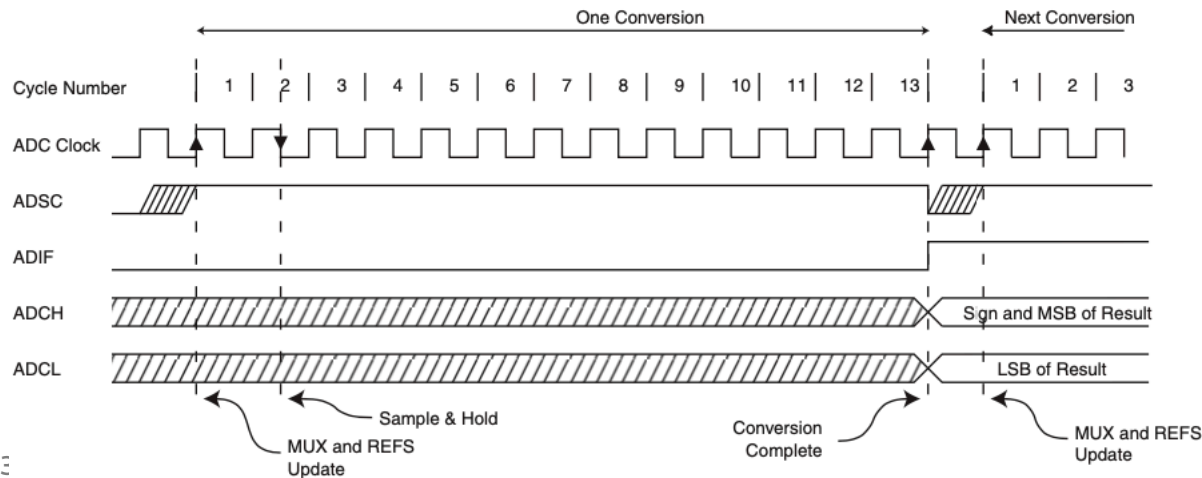 One Conversion
Next Conversion
Cycle Number 1 2 3 4 5 6 7 8 9 10 11 12 13 1 2 3
ADC Clock
ADSC
ADIF
ADCH Sign and MSB of Result
ADCL LSB of Result
Sample & Hold
MUX and REFS
Update
Conversion
Complete
MUX and REFS
Update